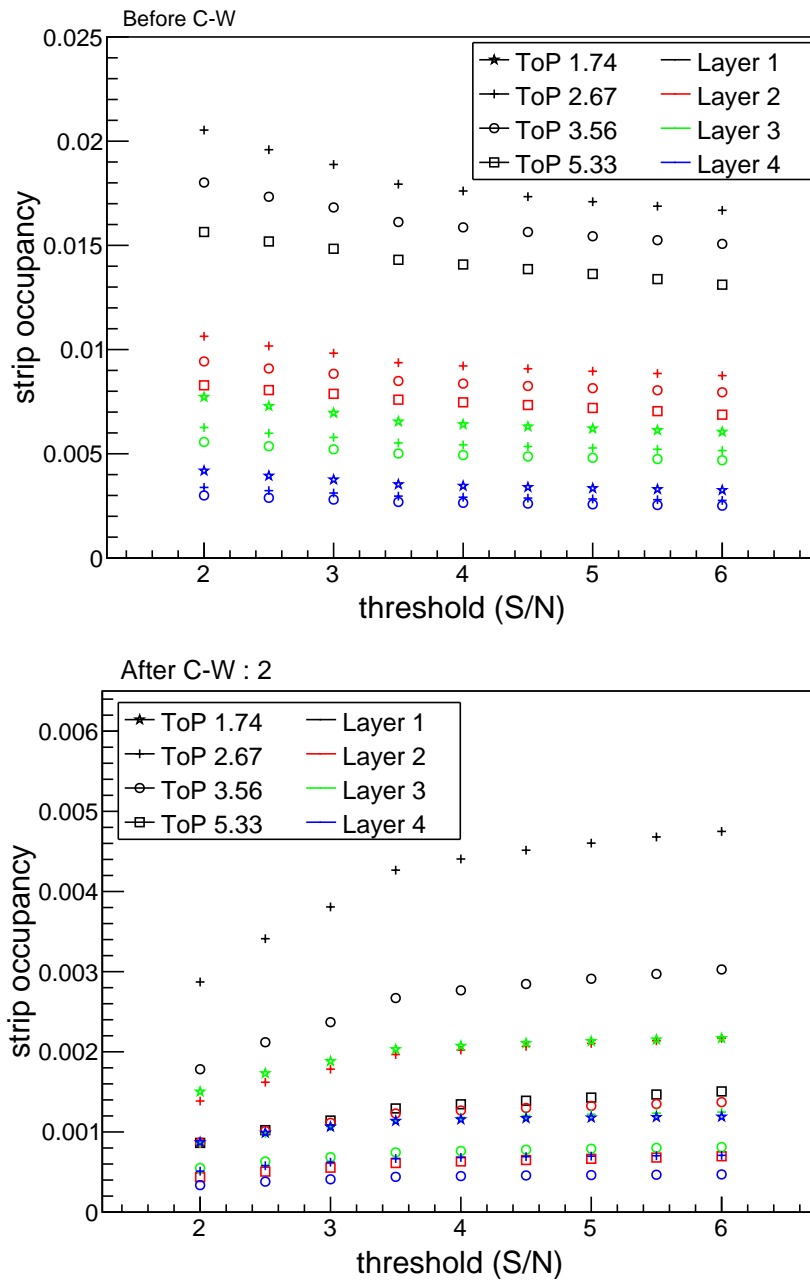 Before C-W
0.025
0.02
0.015
0.01
0.005
0
strip occupancy
ToP 1.74 Layer 1
ToP 2.67 Layer 2
ToP 3.56 Layer 3
ToP 5.33 Layer 4
2 3 4 5 6
threshold (S/N)
After C-W : 2
0.006
0.005
0.004
0.003
0.002
0.001
0
strip occupancy
ToP 1.74 Layer 1
ToP 2.67 Layer 2
ToP 3.56 Layer 3
ToP 5.33 Layer 4
2 3 4 5 6
threshold (S/N)